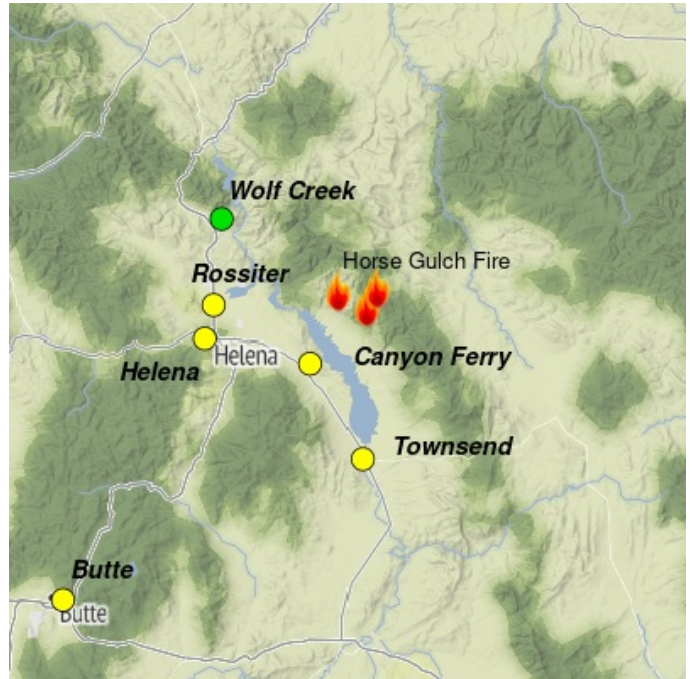 Wolf Creek
Horse Gulch Fire
Rossiter
Helena
Canyon Ferry
Helena
Townsend
Butte
Butte